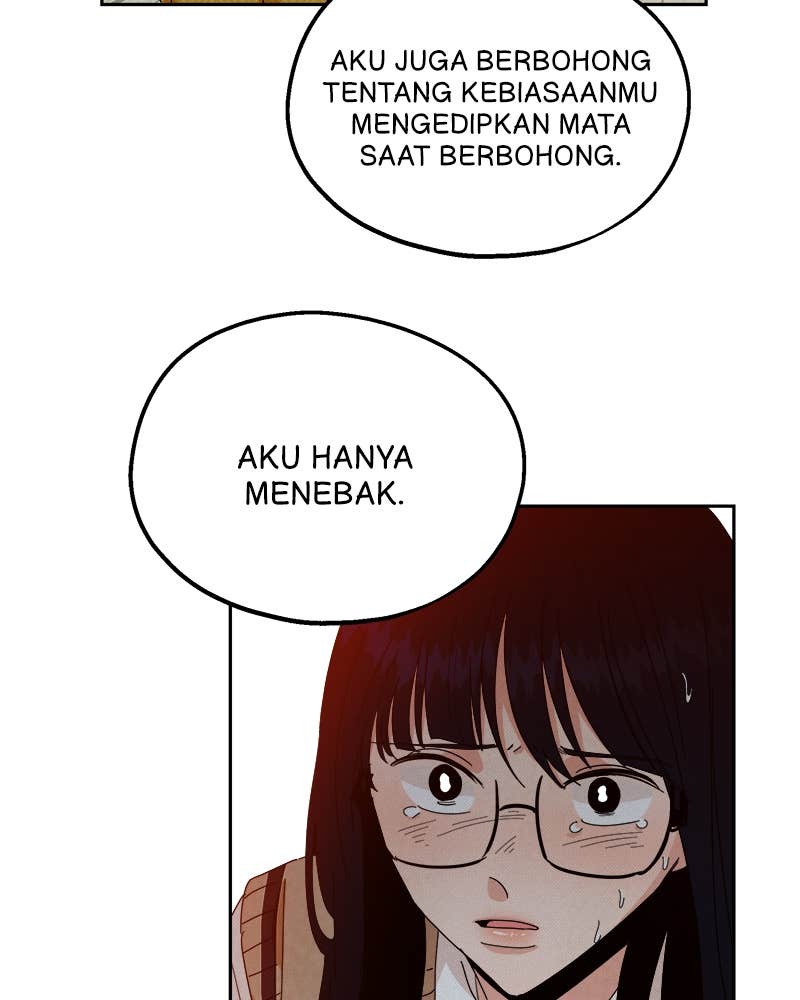 AKU JUGA BERBOHONG
TENTANG KEBIASAANMU
MENGEDIPKAN MATA
SAAT BERBOHONG.
AKU HANYA
MENEBAK.